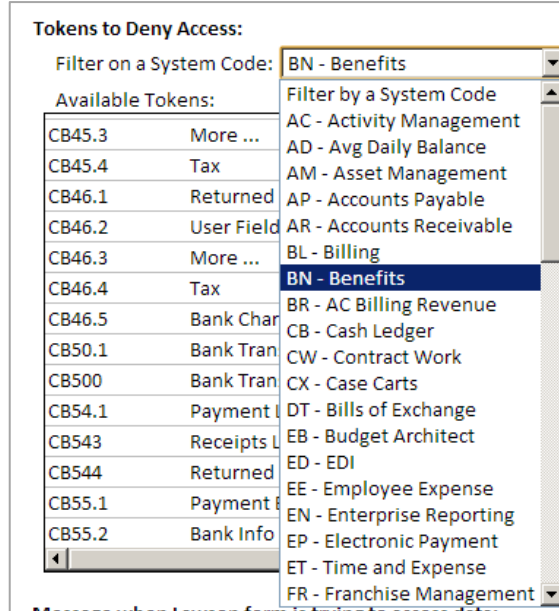 Tokens to Deny Access:
Filter on a System Code: BN - Benefits
Available Tokens:
CB45.3 More ...
CB45.4 Tax
CB46.1 Returned
CB46.2 User Field
CB46.3 More ...
CB46.4 Tax
CB46.5 Bank Char
CB50.1 Bank Tran
CB500 Bank Tran
CB54.1 Payment
CB543 Receipts
CB544 Returned
CB55.1 Payment
CB55.2 Bank Info
Filter by a System Code
AC - Activity Management
AD - Avg Daily Balance
AM - Asset Management
AP - Accounts Payable
AR - Accounts Receivable
BL - Billing
BN - Benefits
BR - AC Billing Revenue
CB - Cash Ledger
CW - Contract Work
CX - Case Carts
DT - Bills of Exchange
EB - Budget Architect
ED - EDI
EE - Employee Expense
EN - Enterprise Reporting
EP - Electronic Payment
ET - Time and Expense
FR - Franchise Management